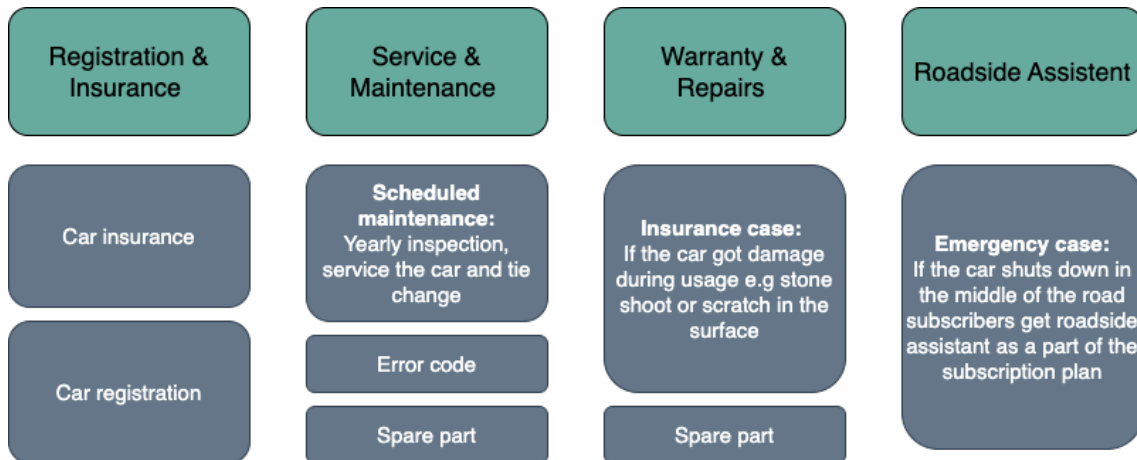 Registration &
Insurance
Service &
Maintenance
Warranty &
Repairs
Roadside Assistent
Car insurance
Car registration
Scheduled
maintenance:
Yearly inspection,
service the car and tie
change
Error code
Spare part
Insurance case:
If the car got damage
during usage e.g stone
shoot or scratch in the
surface
Spare part
Emergency case:
If the car shuts down in
the middle of the road
subscribers get roadside
assistant as a part of the
subscription plan